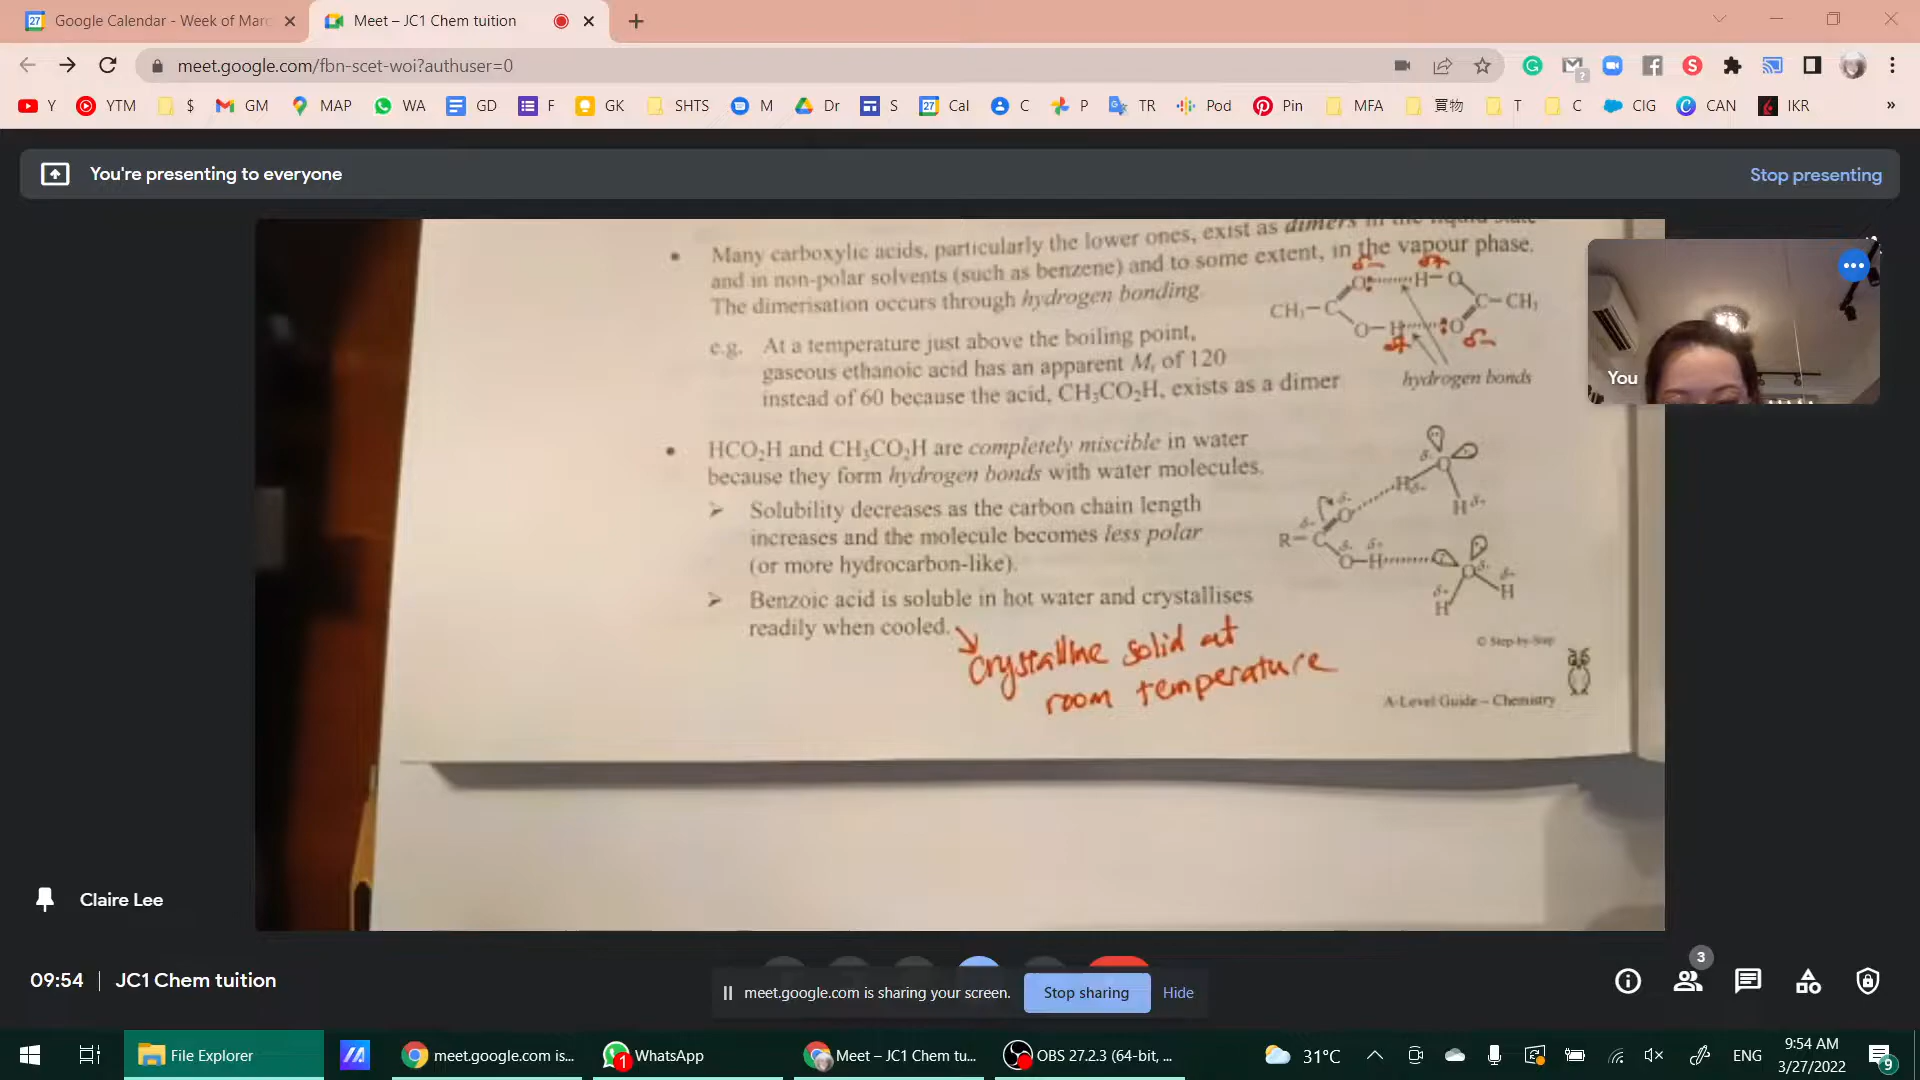 Google Calendar - Week of Marc
Meet – JC1 Chem tuition
meet.google.com/fbn-scet-woi?authuser=0
Y YTM $ GM MAP WA GD F GK SHTS M Dr S Cal C P TR Pod Pin MFA 買物 T C CIG CAN IKR »
You're presenting to everyone
Stop presenting
Many carboxylic acids, particularly the lower ones, exist as dimers in the liquid state
and in non-polar solvents (such as benzene) and to some extent, in the vapour phase.
The dimerisation occurs through hydrogen bonding.
e.g. At a temperature just above the boiling point,
gaseous ethanoic acid has an apparent Mr of 120
instead of 60 because the acid, CH₃CO₂H, exists as a dimer
δ- δ+
O H–O
CH₃–C C–CH₃
O–H O
δ+ δ-
hydrogen bonds
You
HCO₂H and CH₃CO₂H are completely miscible in water
because they form hydrogen bonds with water molecules.
➢ Solubility decreases as the carbon chain length
increases and the molecule becomes less polar
(or more hydrocarbon-like).
➢ Benzoic acid is soluble in hot water and crystallises
readily when cooled.
crystalline solid at
room temperature
R–C
O–H
© Step-by-Step
A-Level Guide – Chemistry
Claire Lee
09:54 | JC1 Chem tuition
meet.google.com is sharing your screen.
Stop sharing
Hide
3
File Explorer
meet.google.com is...
1
WhatsApp
Meet – JC1 Chem tu...
OBS 27.2.3 (64-bit, ...
31°C
ENG
9:54 AM
3/27/2022
9